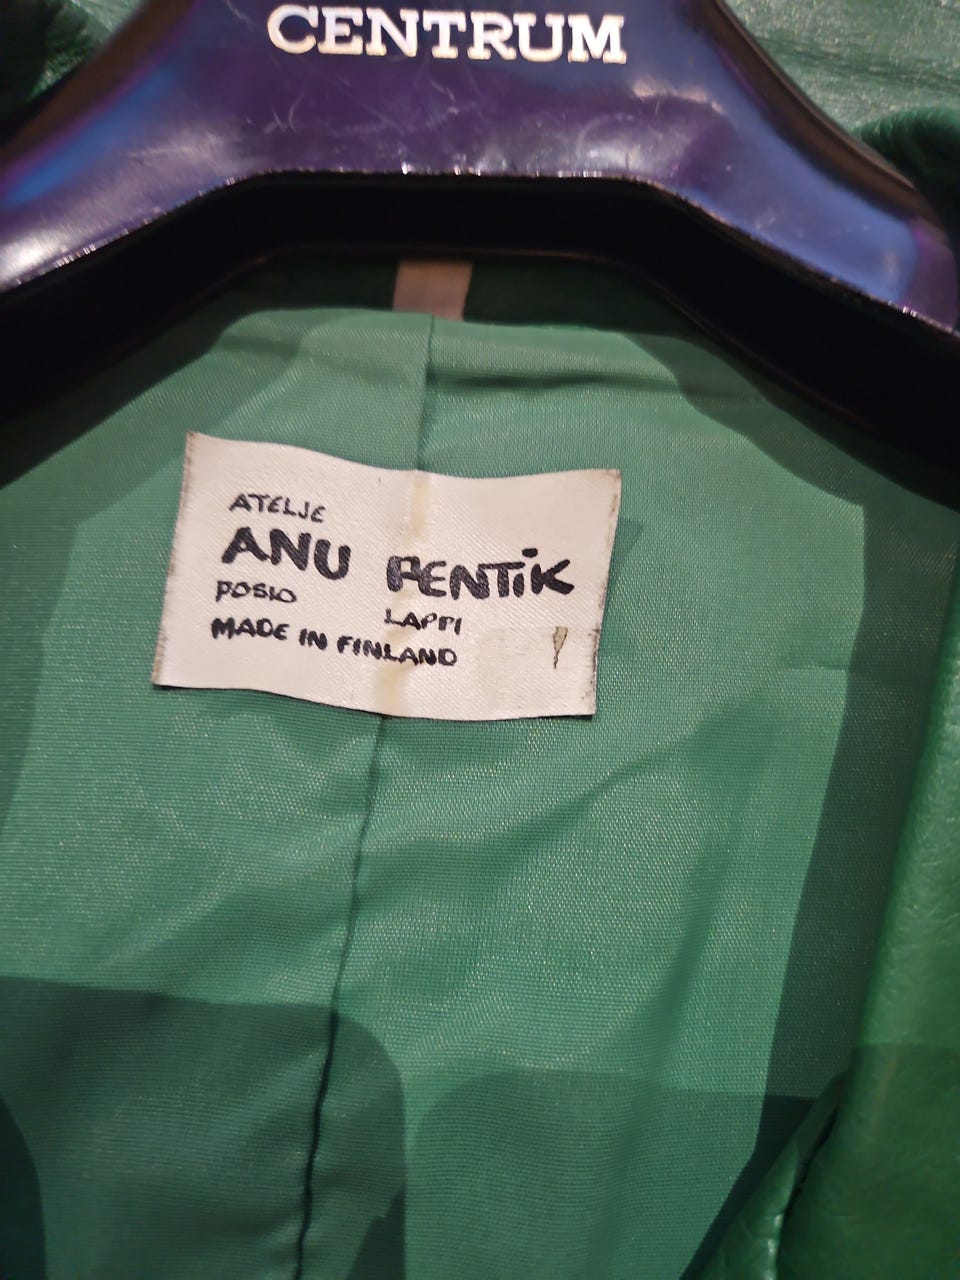 CENTRUM
ATELJE
ANU PENTiK
POSIO LAPPI
MADE IN FINLAND